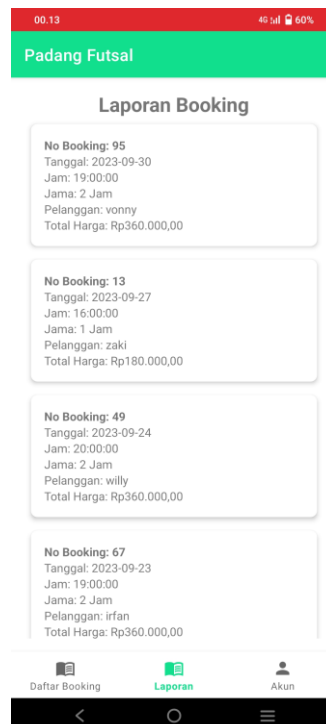 00.13
4G 60%
Padang Futsal
Laporan Booking
No Booking: 95
Tanggal: 2023-09-30
Jam: 19:00:00
Jama: 2 Jam
Pelanggan: vonny
Total Harga: Rp360.000,00
No Booking: 13
Tanggal: 2023-09-27
Jam: 16:00:00
Jama: 1 Jam
Pelanggan: zaki
Total Harga: Rp180.000,00
No Booking: 49
Tanggal: 2023-09-24
Jam: 20:00:00
Jama: 2 Jam
Pelanggan: willy
Total Harga: Rp360.000,00
No Booking: 67
Tanggal: 2023-09-23
Jam: 19:00:00
Jama: 2 Jam
Pelanggan: irfan
Total Harga: Rp360.000,00
Daftar Booking
Laporan
Akun